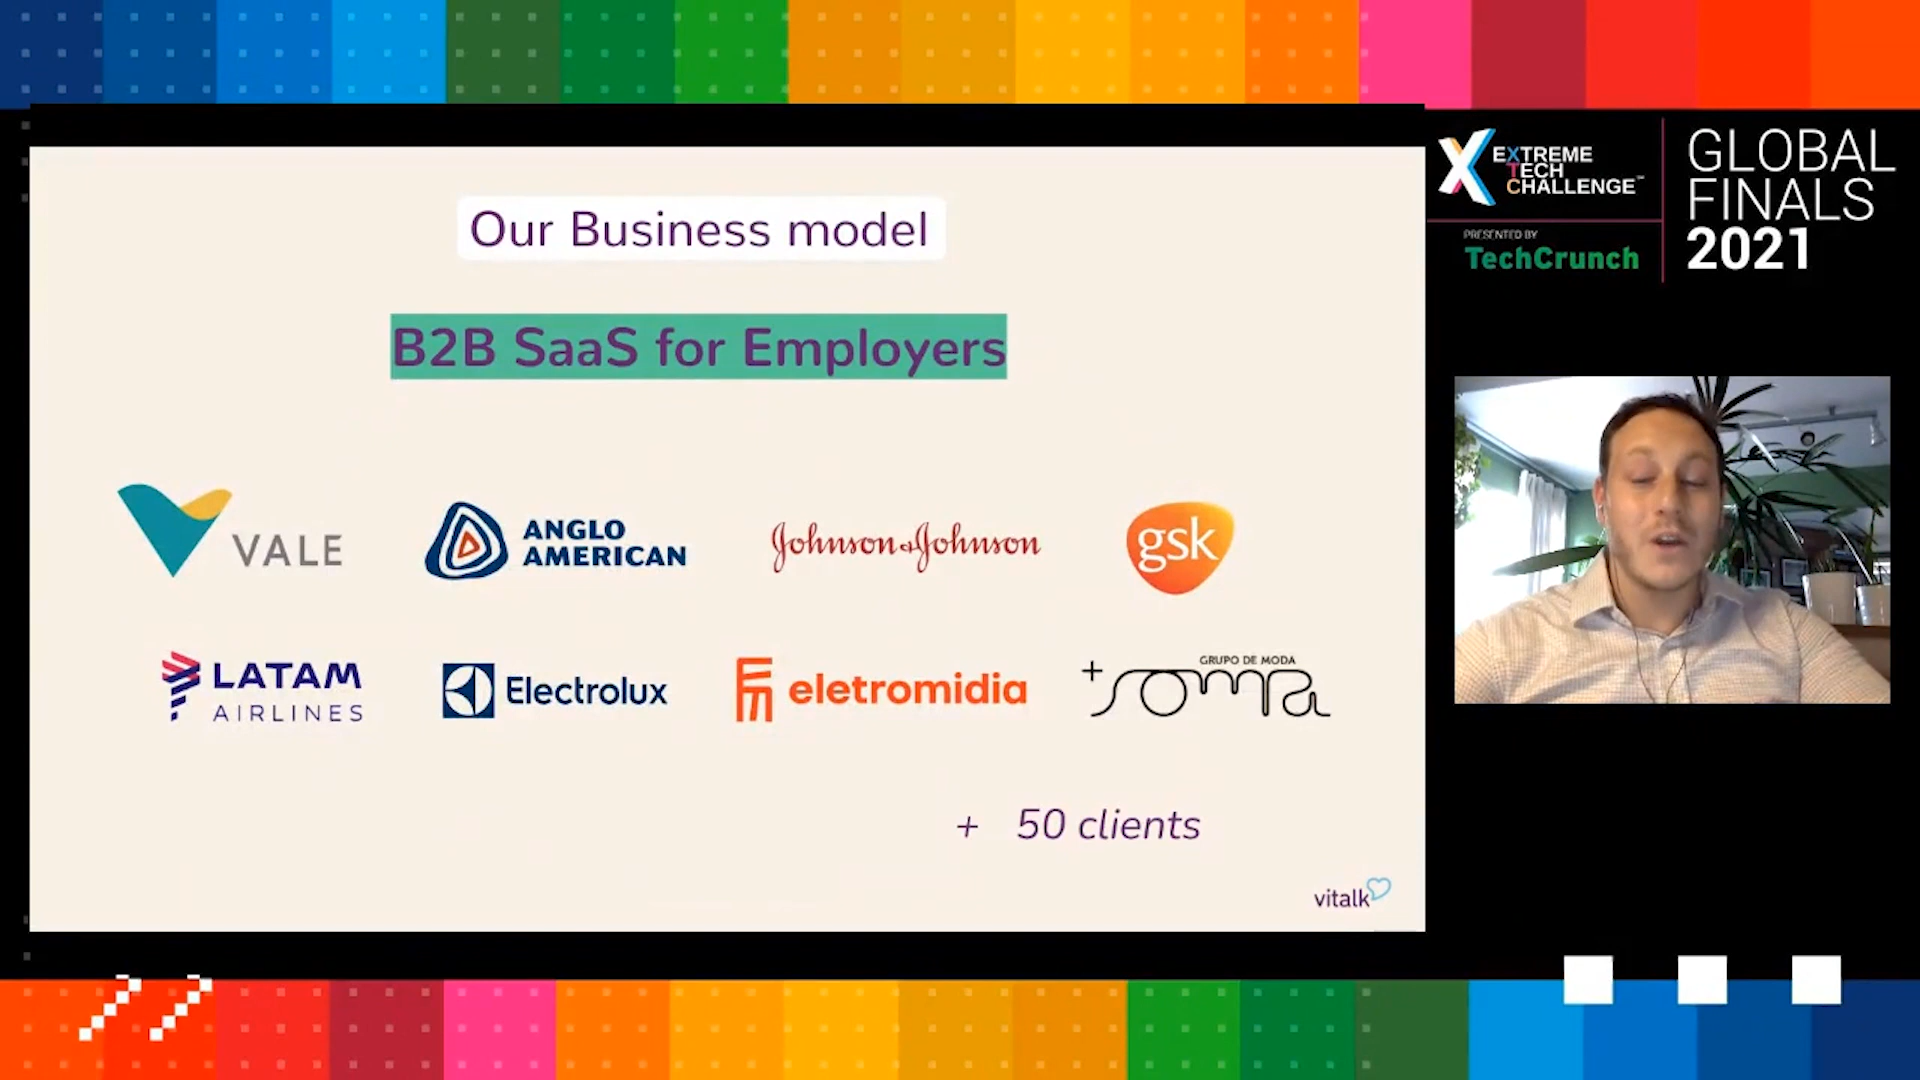 Our Business model
B2B SaaS for Employers
VALE
ANGLO
AMERICAN
Johnson & Johnson
gsk
LATAM
AIRLINES
Electrolux
eletromidia
GRUPO DE MODA
+soma
+ 50 clients
vitalk
EXTREME
TECH
CHALLENGE™
PRESENTED BY
TechCrunch
GLOBAL
FINALS
2021